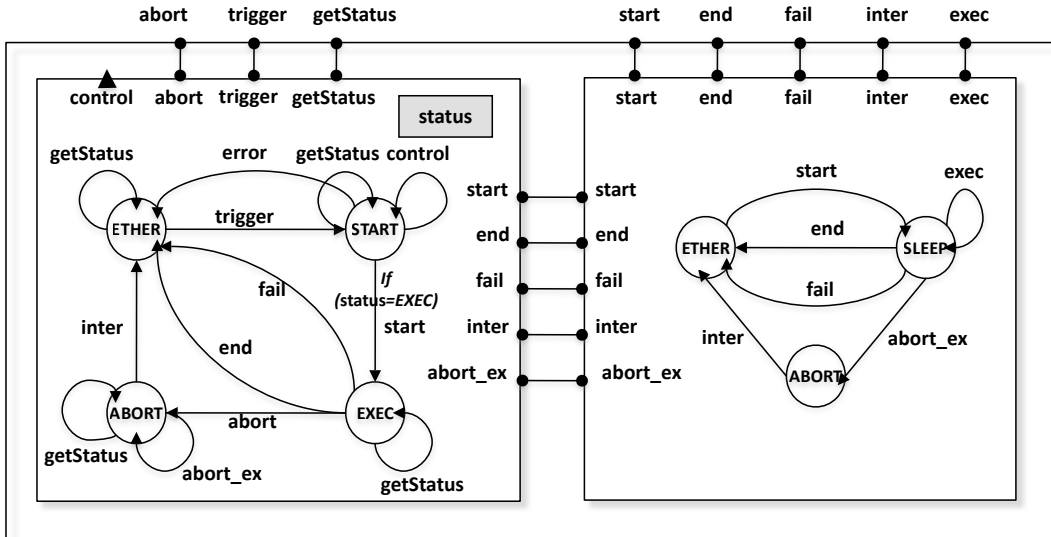 abort trigger getStatus
start end fail inter exec
control abort trigger getStatus
start end fail inter exec
status
getStatus
error
getStatus control
trigger
ETHER
START
If
(status=EXEC)
start
fail
inter
end
abort
ABORT
EXEC
getStatus
abort_ex
getStatus
start start
end end
fail fail
inter inter
abort_ex abort_ex
start
exec
ETHER
end
SLEEP
fail
inter
abort_ex
ABORT